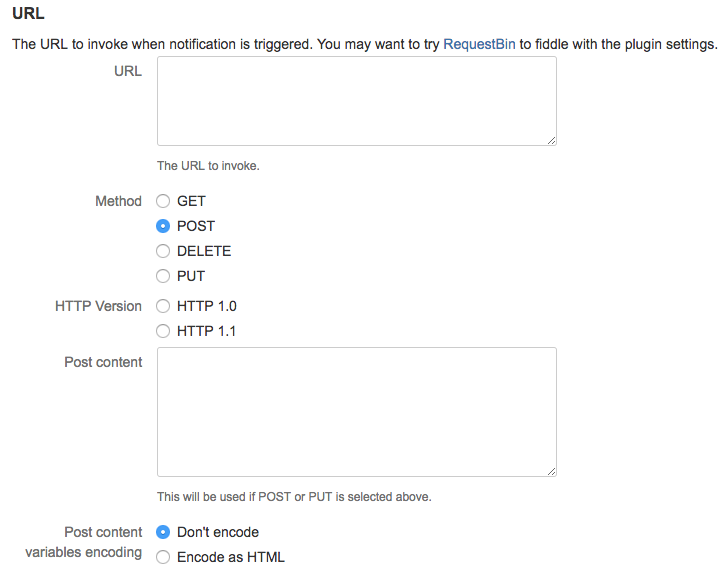 URL
The URL to invoke when notification is triggered. You may want to try RequestBin to fiddle with the plugin settings.
URL
The URL to invoke.
Method
GET
POST
DELETE
PUT
HTTP Version
HTTP 1.0
HTTP 1.1
Post content
This will be used if POST or PUT is selected above.
Post content
variables encoding
Don't encode
Encode as HTML